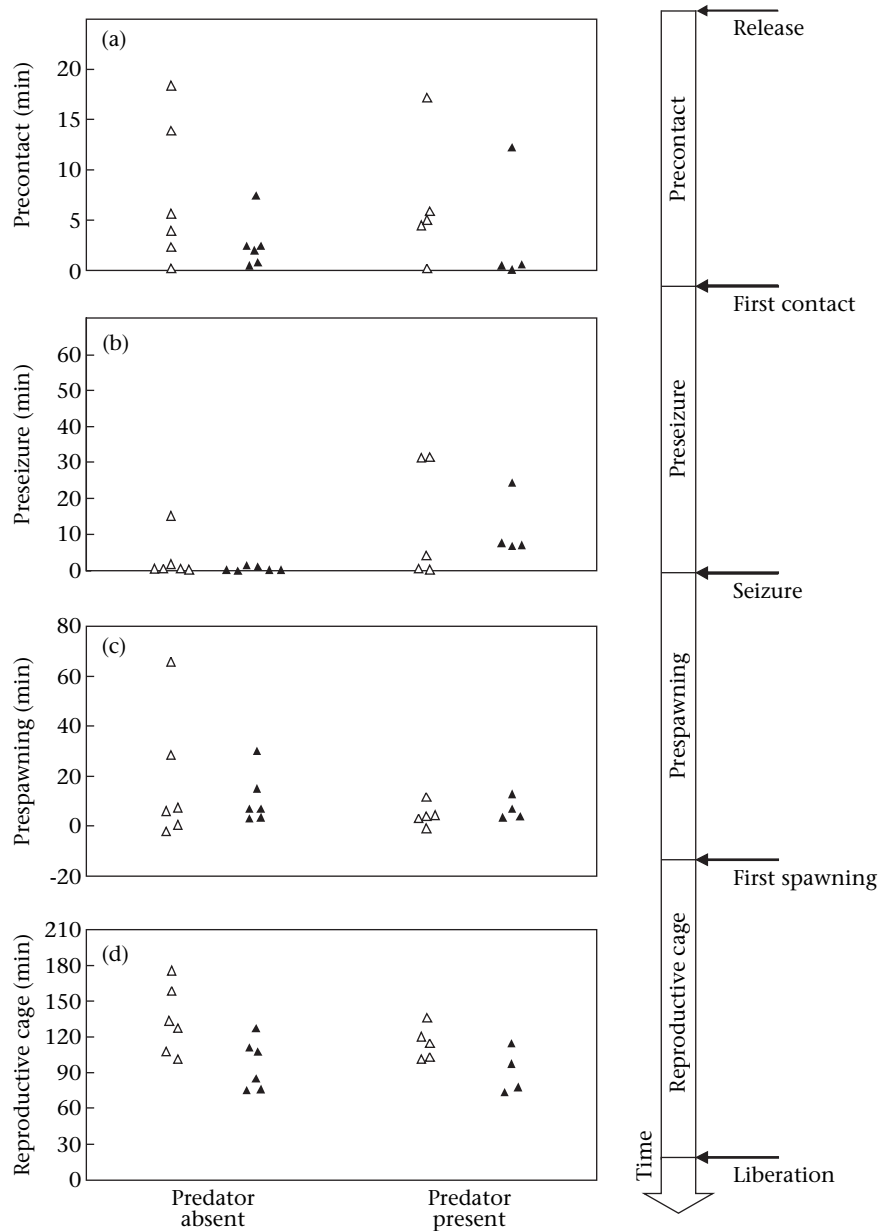 (a)
Precontact (min)
20
15
10
5
0
(b)
Preseizure (min)
60
50
40
30
20
10
0
(c)
Prespawning (min)
80
60
40
20
0
-20
(d)
Reproductive cage (min)
210
180
150
120
90
60
30
0
Predator
absent
Predator
present
Release
Precontact
First contact
Preseizure
Seizure
Prespawning
First spawning
Reproductive cage
Liberation
Time